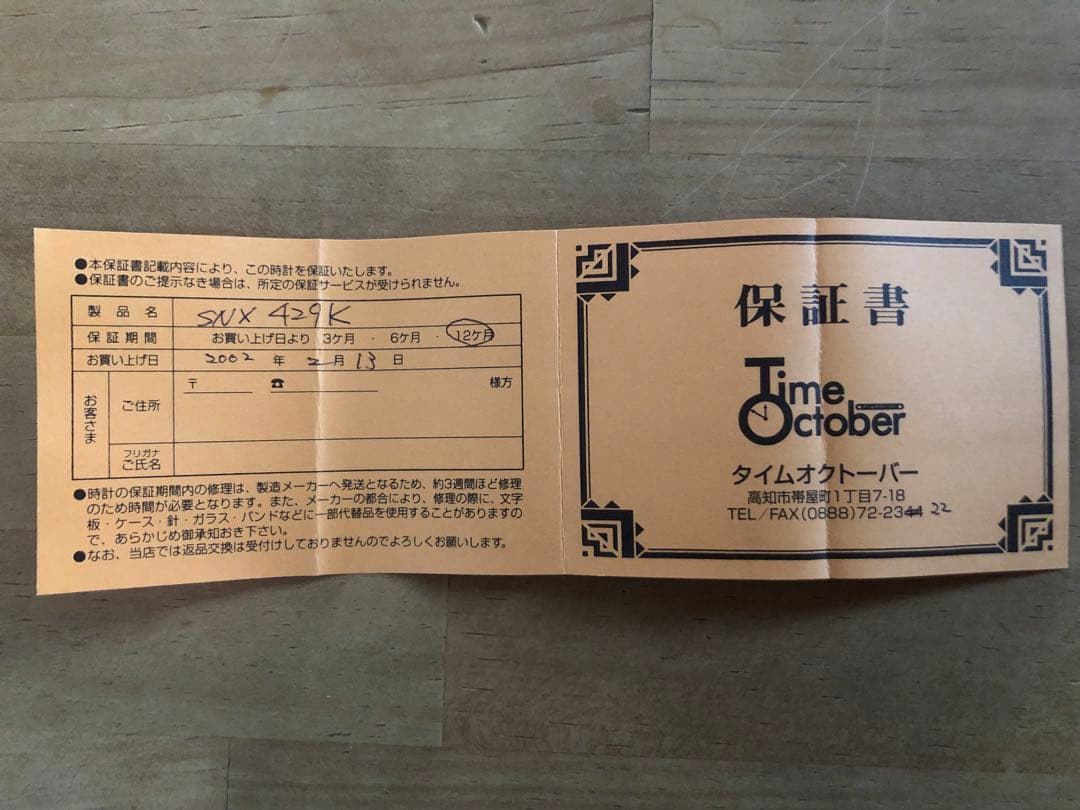 ●本保証書記載内容により、この時計を保証いたします。
●保証書のご提示なき場合は、所定の保証サービスが受けられません。
製品名 SNX 429K
保証期間 お買い上げ日より 3ケ月 ・ 6ケ月 ・ 12ケ月
お買い上げ日 2002 年 2 月 13 日
お客さま
ご住所 〒 ☎ 様方
フリガナ
ご氏名
●時計の保証期間内の修理は、製造メーカーへ発送となるため、約3週間ほど修理
のため時間が必要となります。また、メーカーの都合により、修理の際に、文字
板・ケース・針・ガラス・バンドなどに一部代替品を使用することがありますの
で、あらかじめ御承知おき下さい。
●なお、当店では返品交換は受付けしておりませんのでよろしくお願いします。
保証書
Time
October
タイムオクトーバー
高知市帯屋町1丁目7-18
TEL/FAX(0888)72-2344 22